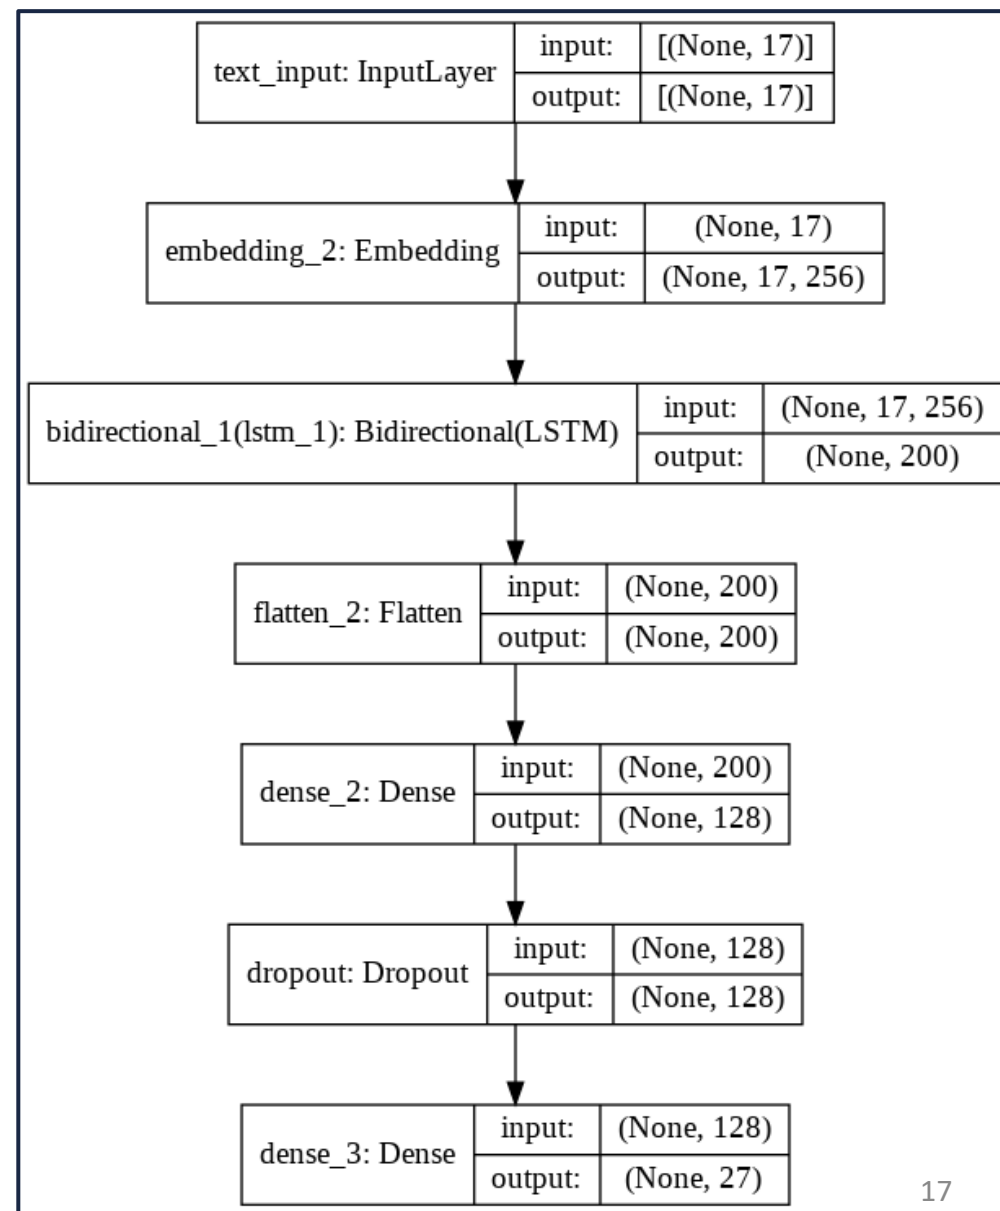 text_input: InputLayer
input: [(None, 17)]
output: [(None, 17)]
embedding_2: Embedding
input: (None, 17)
output: (None, 17, 256)
bidirectional_1(lstm_1): Bidirectional(LSTM)
input: (None, 17, 256)
output: (None, 200)
flatten_2: Flatten
input: (None, 200)
output: (None, 200)
dense_2: Dense
input: (None, 200)
output: (None, 128)
dropout: Dropout
input: (None, 128)
output: (None, 128)
dense_3: Dense
input: (None, 128)
output: (None, 27)
17